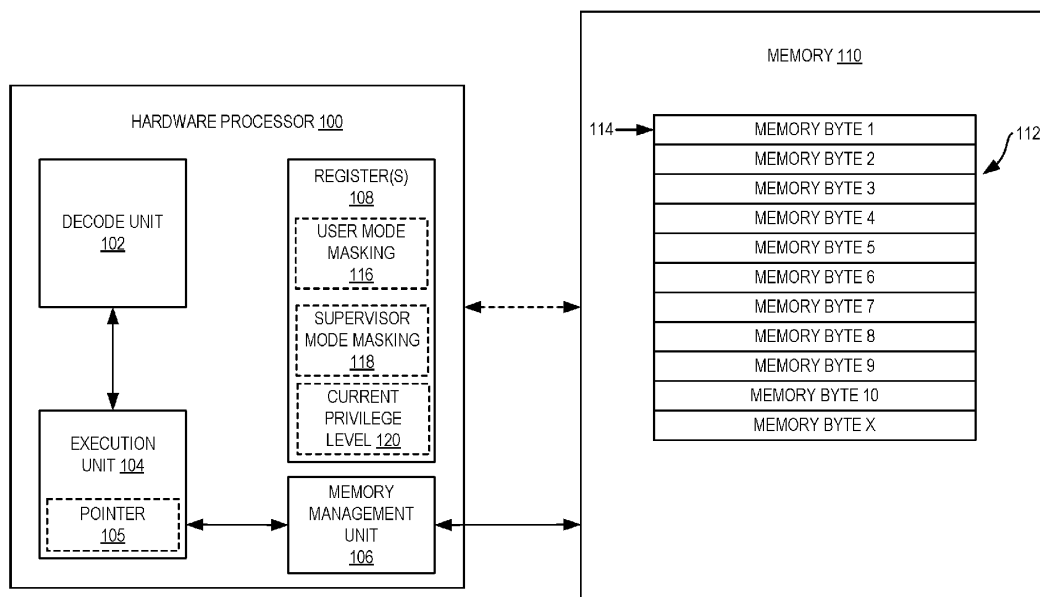 HARDWARE PROCESSOR 100
DECODE UNIT
102
EXECUTION
UNIT 104
POINTER
105
REGISTER(S)
108
USER MODE
MASKING
116
SUPERVISOR
MODE MASKING
118
CURRENT
PRIVILEGE
LEVEL 120
MEMORY
MANAGEMENT
UNIT
106
MEMORY 110
114
112
MEMORY BYTE 1
MEMORY BYTE 2
MEMORY BYTE 3
MEMORY BYTE 4
MEMORY BYTE 5
MEMORY BYTE 6
MEMORY BYTE 7
MEMORY BYTE 8
MEMORY BYTE 9
MEMORY BYTE 10
MEMORY BYTE X